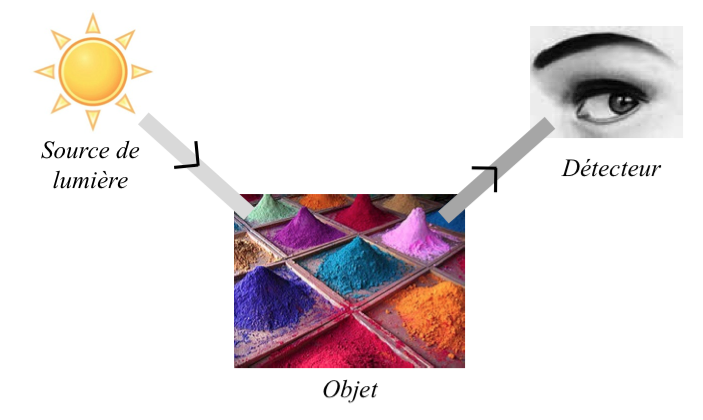 Source de
lumière
Détecteur
Objet